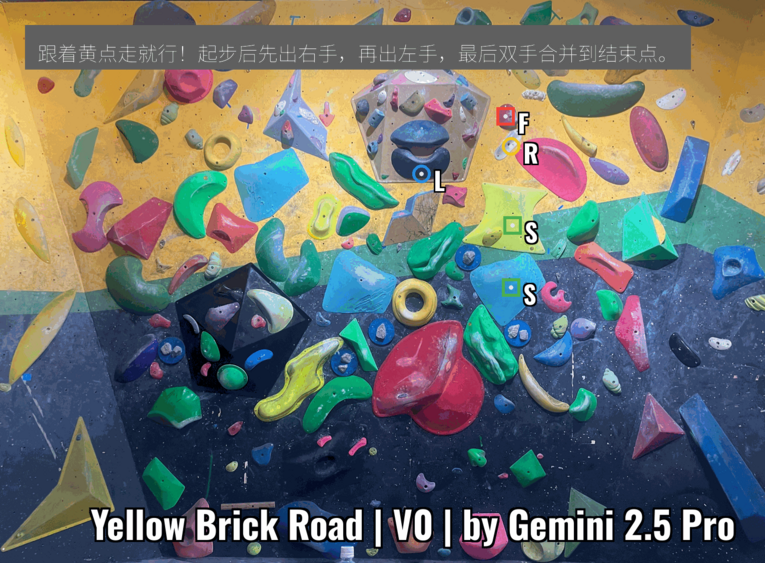 跟着黄点走就行！起步后先出右手，再出左手，最后双手合并到结束点。
F
R
L
S
S
Yellow Brick Road | V0 | by Gemini 2.5 Pro